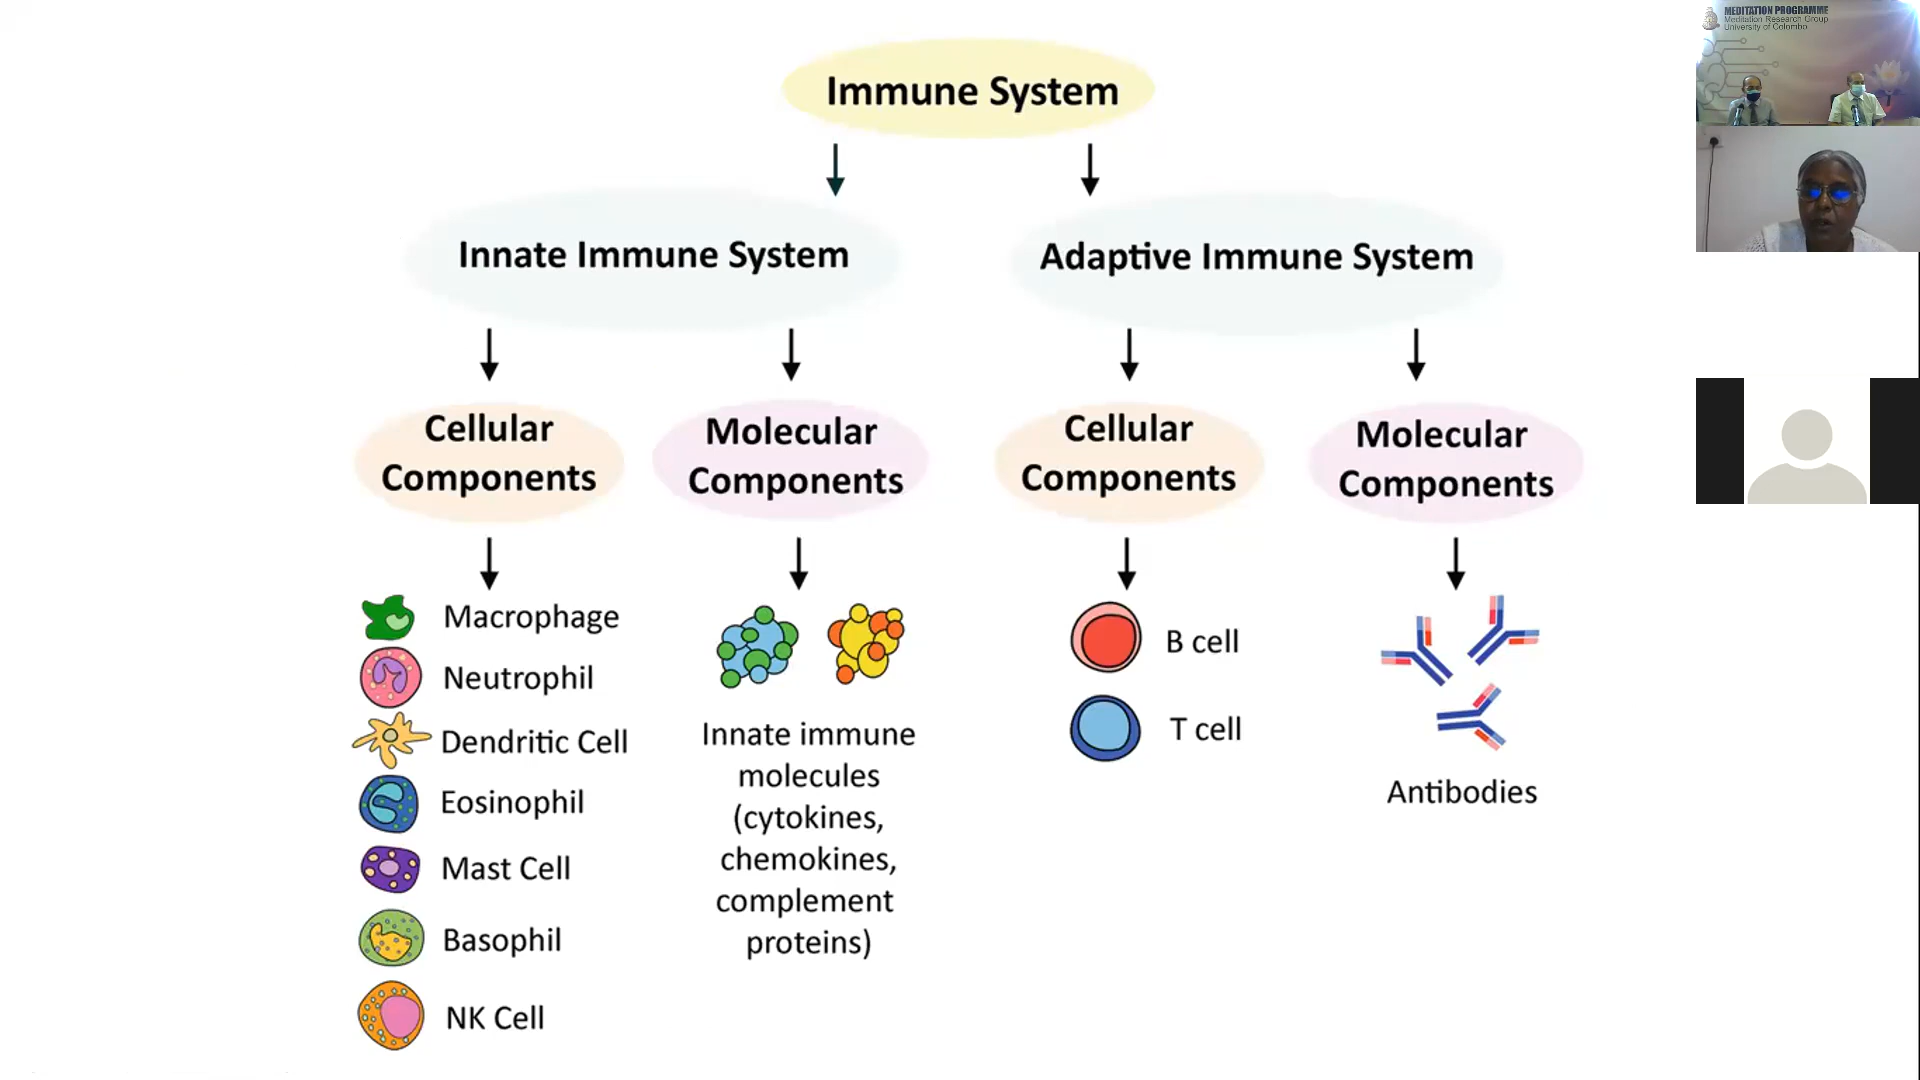 Immune System
Innate Immune System
Adaptive Immune System
Cellular
Components
Molecular
Components
Cellular
Components
Molecular
Components
Macrophage
Neutrophil
Dendritic Cell
Eosinophil
Mast Cell
Basophil
NK Cell
Innate immune
molecules
(cytokines,
chemokines,
complement
proteins)
B cell
T cell
Antibodies
MEDITATION PROGRAMME
Meditation Research Group
University of Colombo